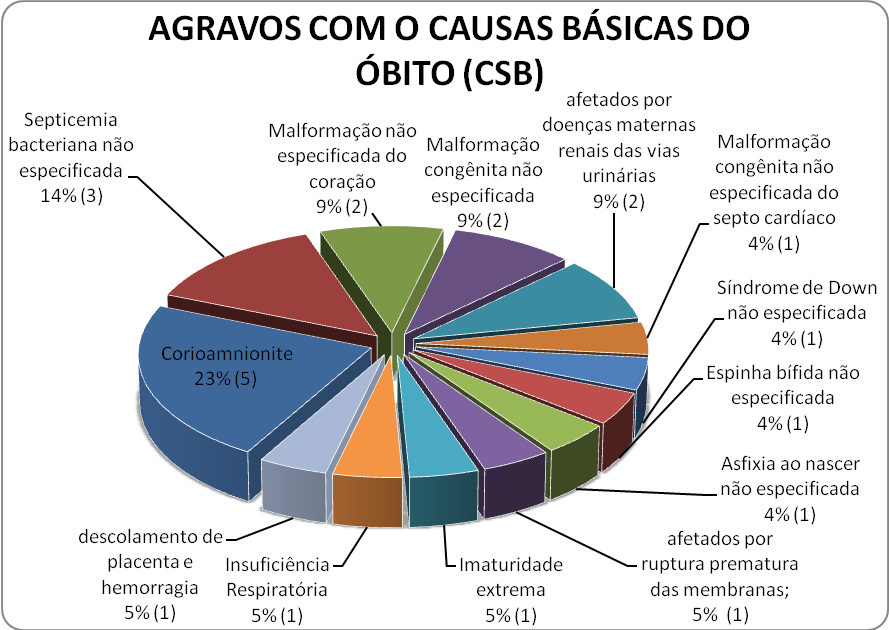 AGRAVOS COM O CAUSAS BÁSICAS DO
ÓBITO (CSB)
Septicemia
bacteriana não
especificada
14% (3)
Malformação não
especificada do
coração
9% (2)
Malformação
congênita não
especificada
9% (2)
afetados por
doenças maternas
renais das vias
urinárias
9% (2)
Malformação
congênita não
especificada do
septo cardíaco
4% (1)
Síndrome de Down
não especificada
4% (1)
Espinha bífida não
especificada
4% (1)
Asfixia ao nascer
não especificada
4% (1)
afetados por
ruptura prematura
das membranas;
5% (1)
Imaturidade
extrema
5% (1)
Insuficiência
Respiratória
5% (1)
descolamento de
placenta e
hemorragia
5% (1)
Corioamnionite
23% (5)